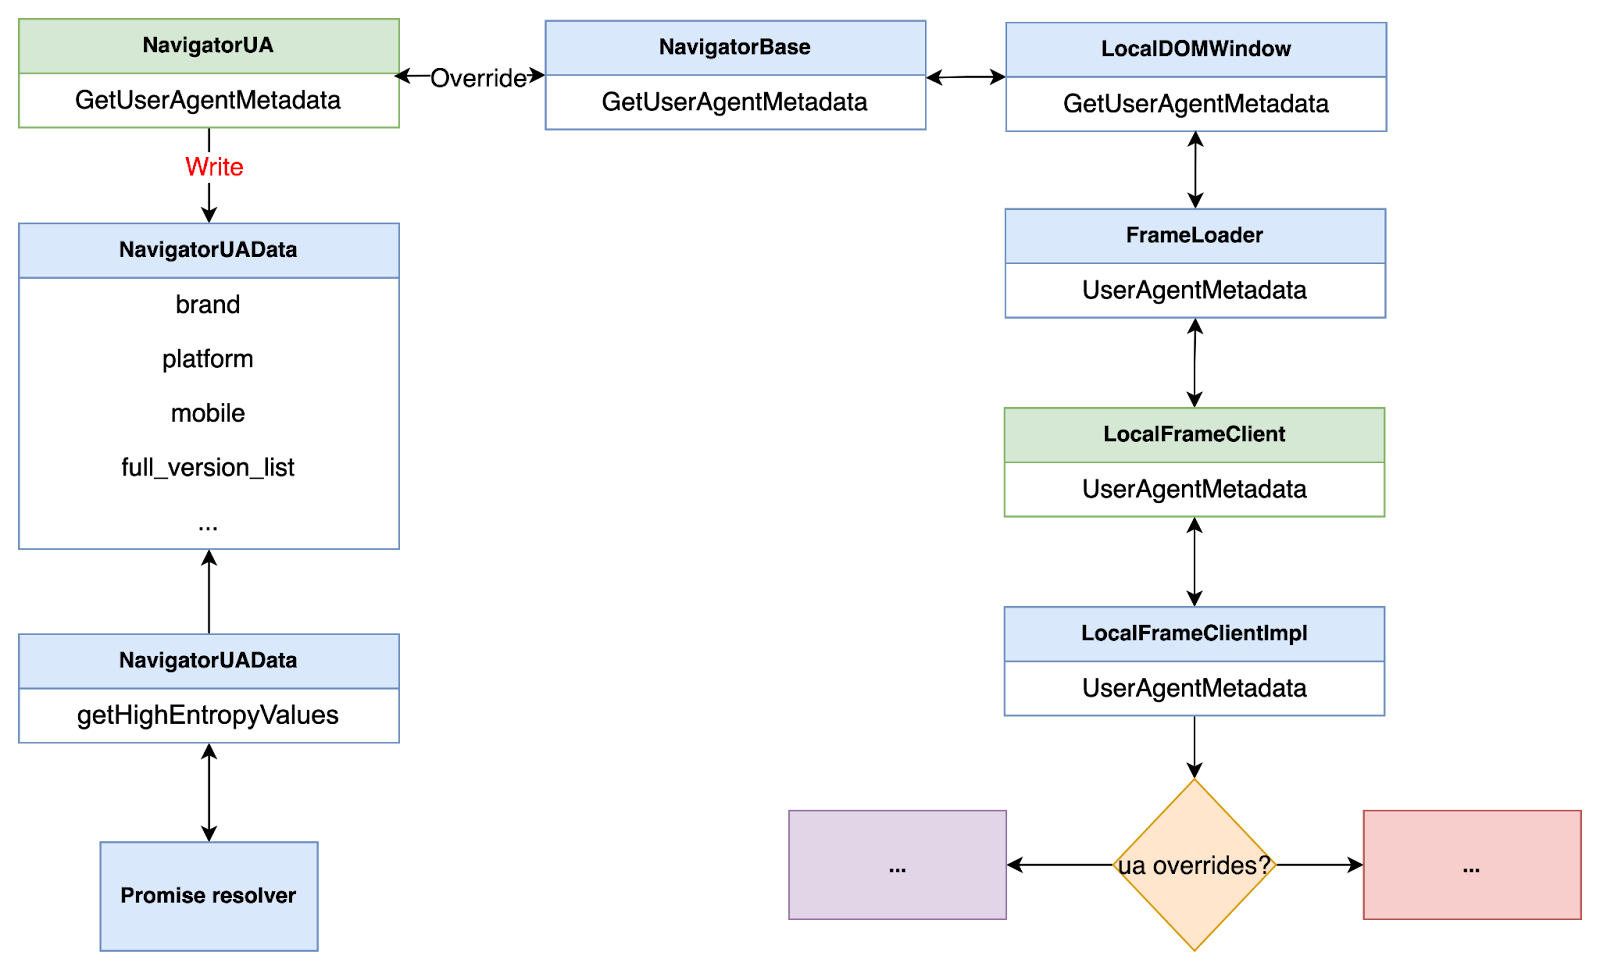 NavigatorUA
GetUserAgentMetadata
Override
NavigatorBase
GetUserAgentMetadata
LocalDOMWindow
GetUserAgentMetadata
Write
NavigatorUAData
brand
platform
mobile
full_version_list
...
FrameLoader
UserAgentMetadata
LocalFrameClient
UserAgentMetadata
NavigatorUAData
getHighEntropyValues
LocalFrameClientImpl
UserAgentMetadata
Promise resolver
...
ua overrides?
...